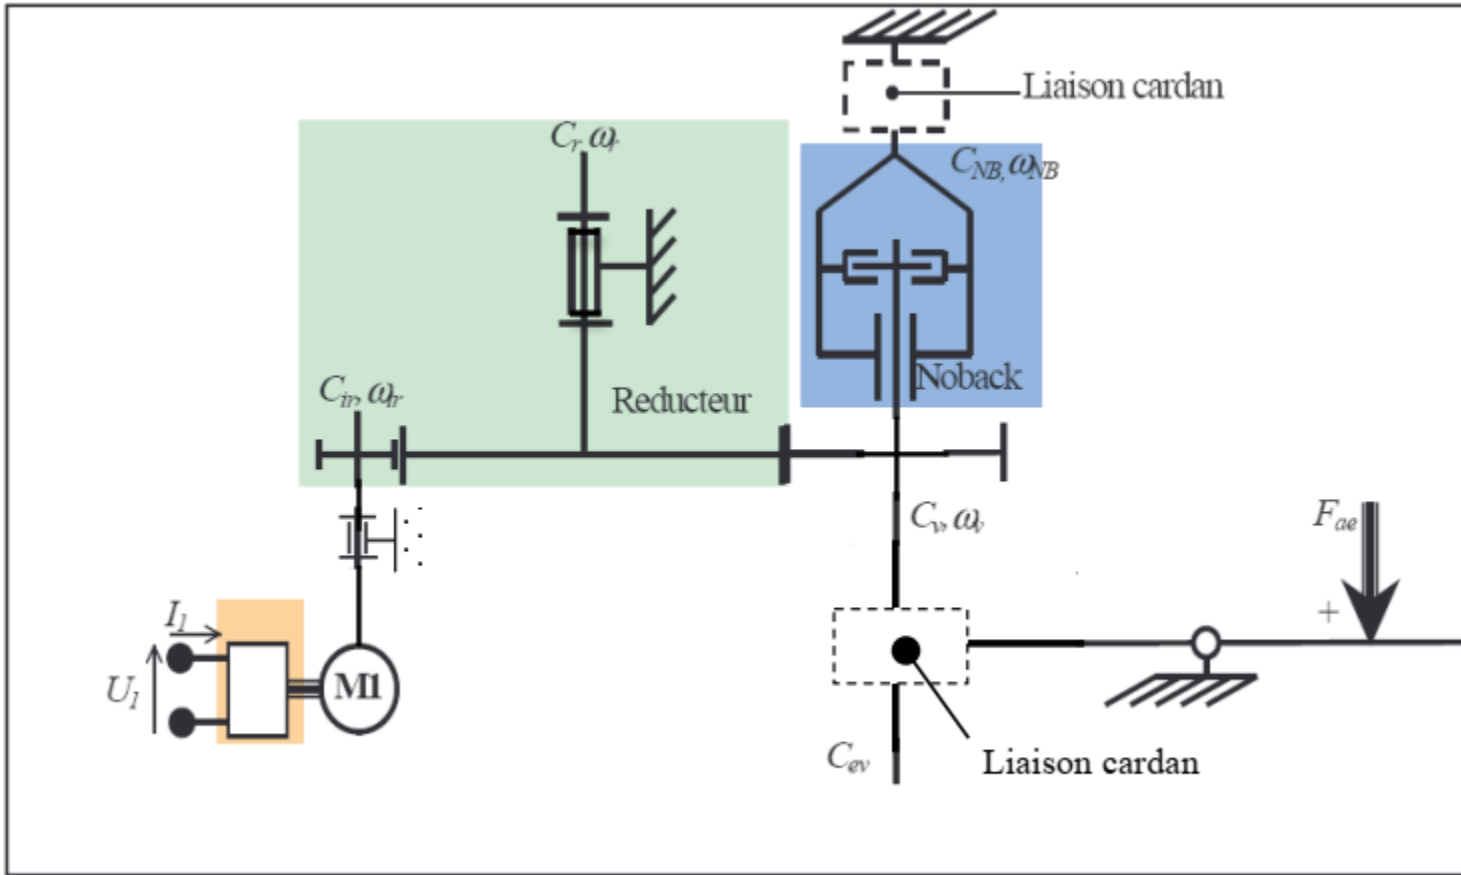 Liaison cardan
C_r, ω_r
C_NB, ω_NB
C_ir, ω_ir
Reducteur
Noback
C_v, ω_v
F_ae
+
I_1
U_1
M1
C_ev
Liaison cardan